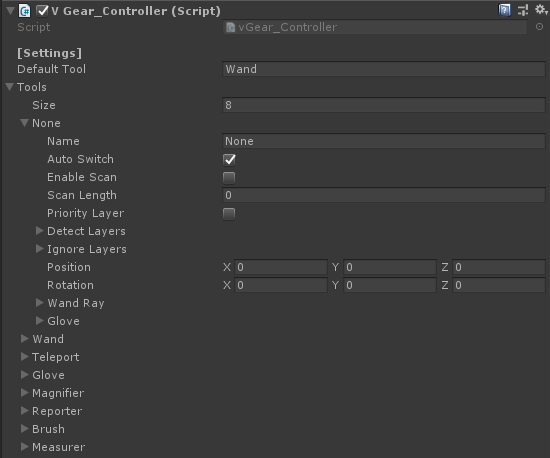 V Gear_Controller (Script)
Script vGear_Controller
[Settings]
Default Tool Wand
Tools
Size 8
None
Name None
Auto Switch
Enable Scan
Scan Length 0
Priority Layer
Detect Layers
Ignore Layers
Position X 0 Y 0 Z 0
Rotation X 0 Y 0 Z 0
Wand Ray
Glove
Wand
Teleport
Glove
Magnifier
Reporter
Brush
Measurer